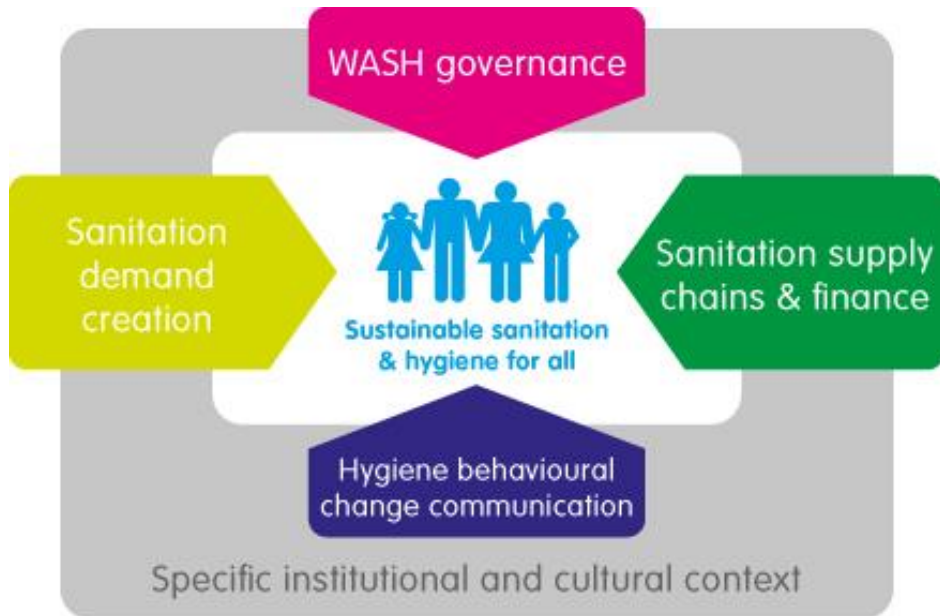 WASH governance
Sanitation
demand
creation
Sanitation supply
chains & finance
Sustainable sanitation
& hygiene for all
Hygiene behavioural
change communication
Specific institutional and cultural context